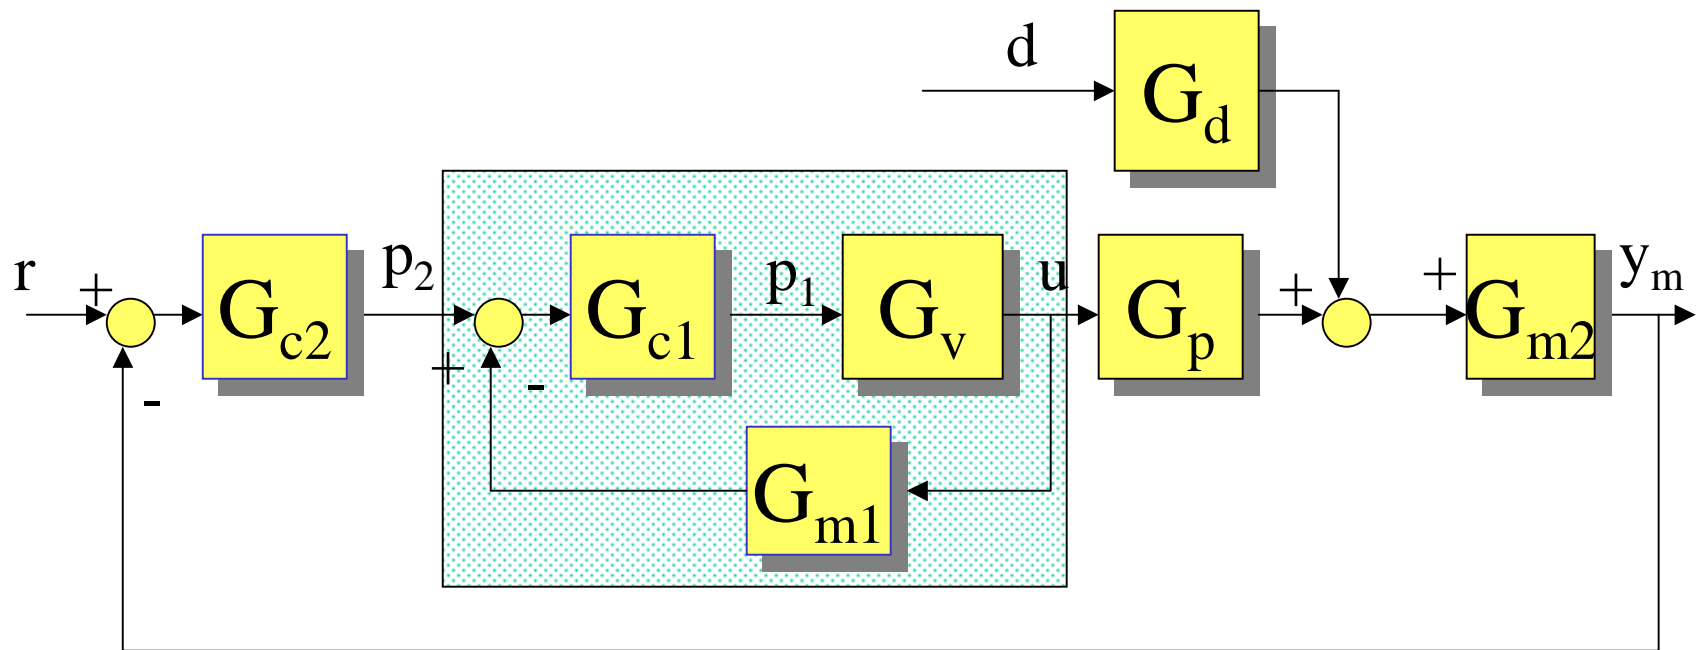 d
G_d
r
+
-
G_c2
p_2
+
-
G_c1
p_1
G_v
u
G_p
+
+
G_m2
y_m
G_m1